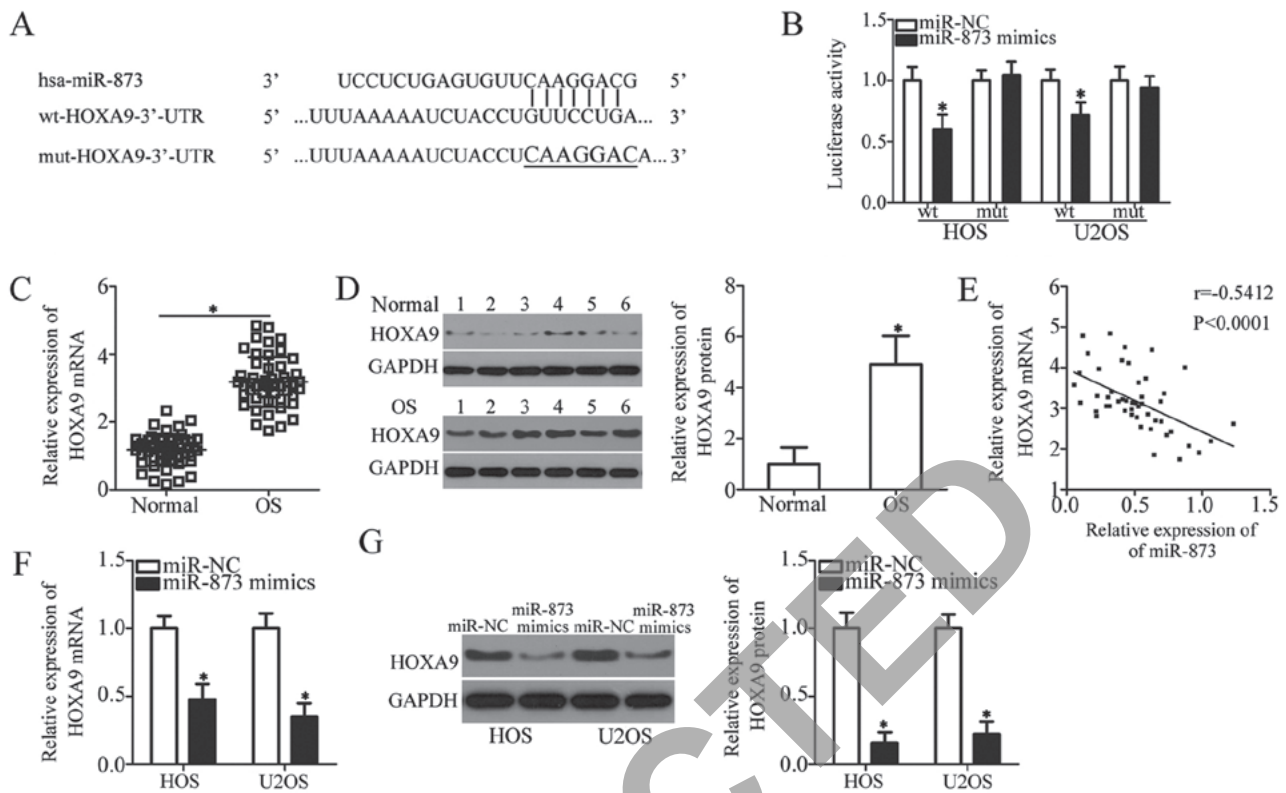 A
hsa-miR-873 3' UCCUCUGAGUGUUCAAGGACG 5'
wt-HOXA9-3'-UTR 5' ...UUUAAAAAUCUACCUGUUCCUGA... 3'
mut-HOXA9-3'-UTR 5' ...UUUAAAAAUCUACCUCAAGGACA... 3'
B
miR-NC
miR-873 mimics
Luciferase activity
1.5
1.0
0.5
0.0
wt mut wt mut
HOS U2OS
C
Relative expression of
HOXA9 mRNA
6
4
2
0
*
Normal OS
D
Normal 1 2 3 4 5 6
HOXA9
GAPDH
OS 1 2 3 4 5 6
HOXA9
GAPDH
Relative expression of
HOXA9 protein
8
6
4
2
0
*
Normal OS
E
r=-0.5412
P<0.0001
Relative expression of
HOXA9 mRNA
6
5
4
3
2
1
0.0 0.5 1.0 1.5
Relative expression of
of miR-873
F
miR-NC
miR-873 mimics
Relative expression of
HOXA9 mRNA
1.5
1.0
0.5
0.0
* *
HOS U2OS
G
miR-NC miR-873 mimics miR-NC miR-873 mimics
HOXA9
GAPDH
HOS U2OS
miR-NC
miR-873 mimics
Relative expression of
HOXA9 protein
1.5
1.0
0.5
0.0
* *
HOS U2OS
CTED